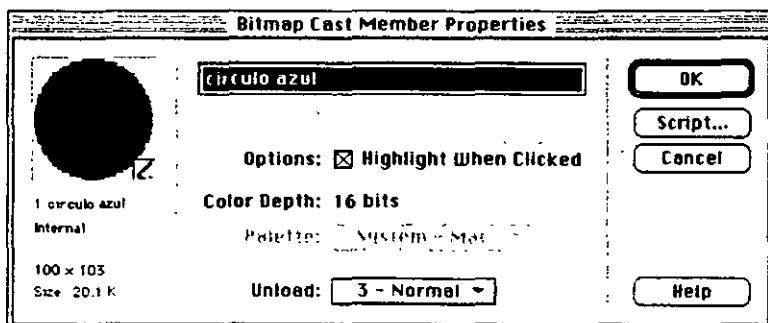 Bitmap Cast Member Properties
circulo azul
OK
Script...
Options: Highlight When Clicked
Cancel
1 circulo azul
Color Depth: 16 bits
Internal
Palette: System - Mac
100 × 103
Size 20.1 K
Unload: 3 - Normal
Help